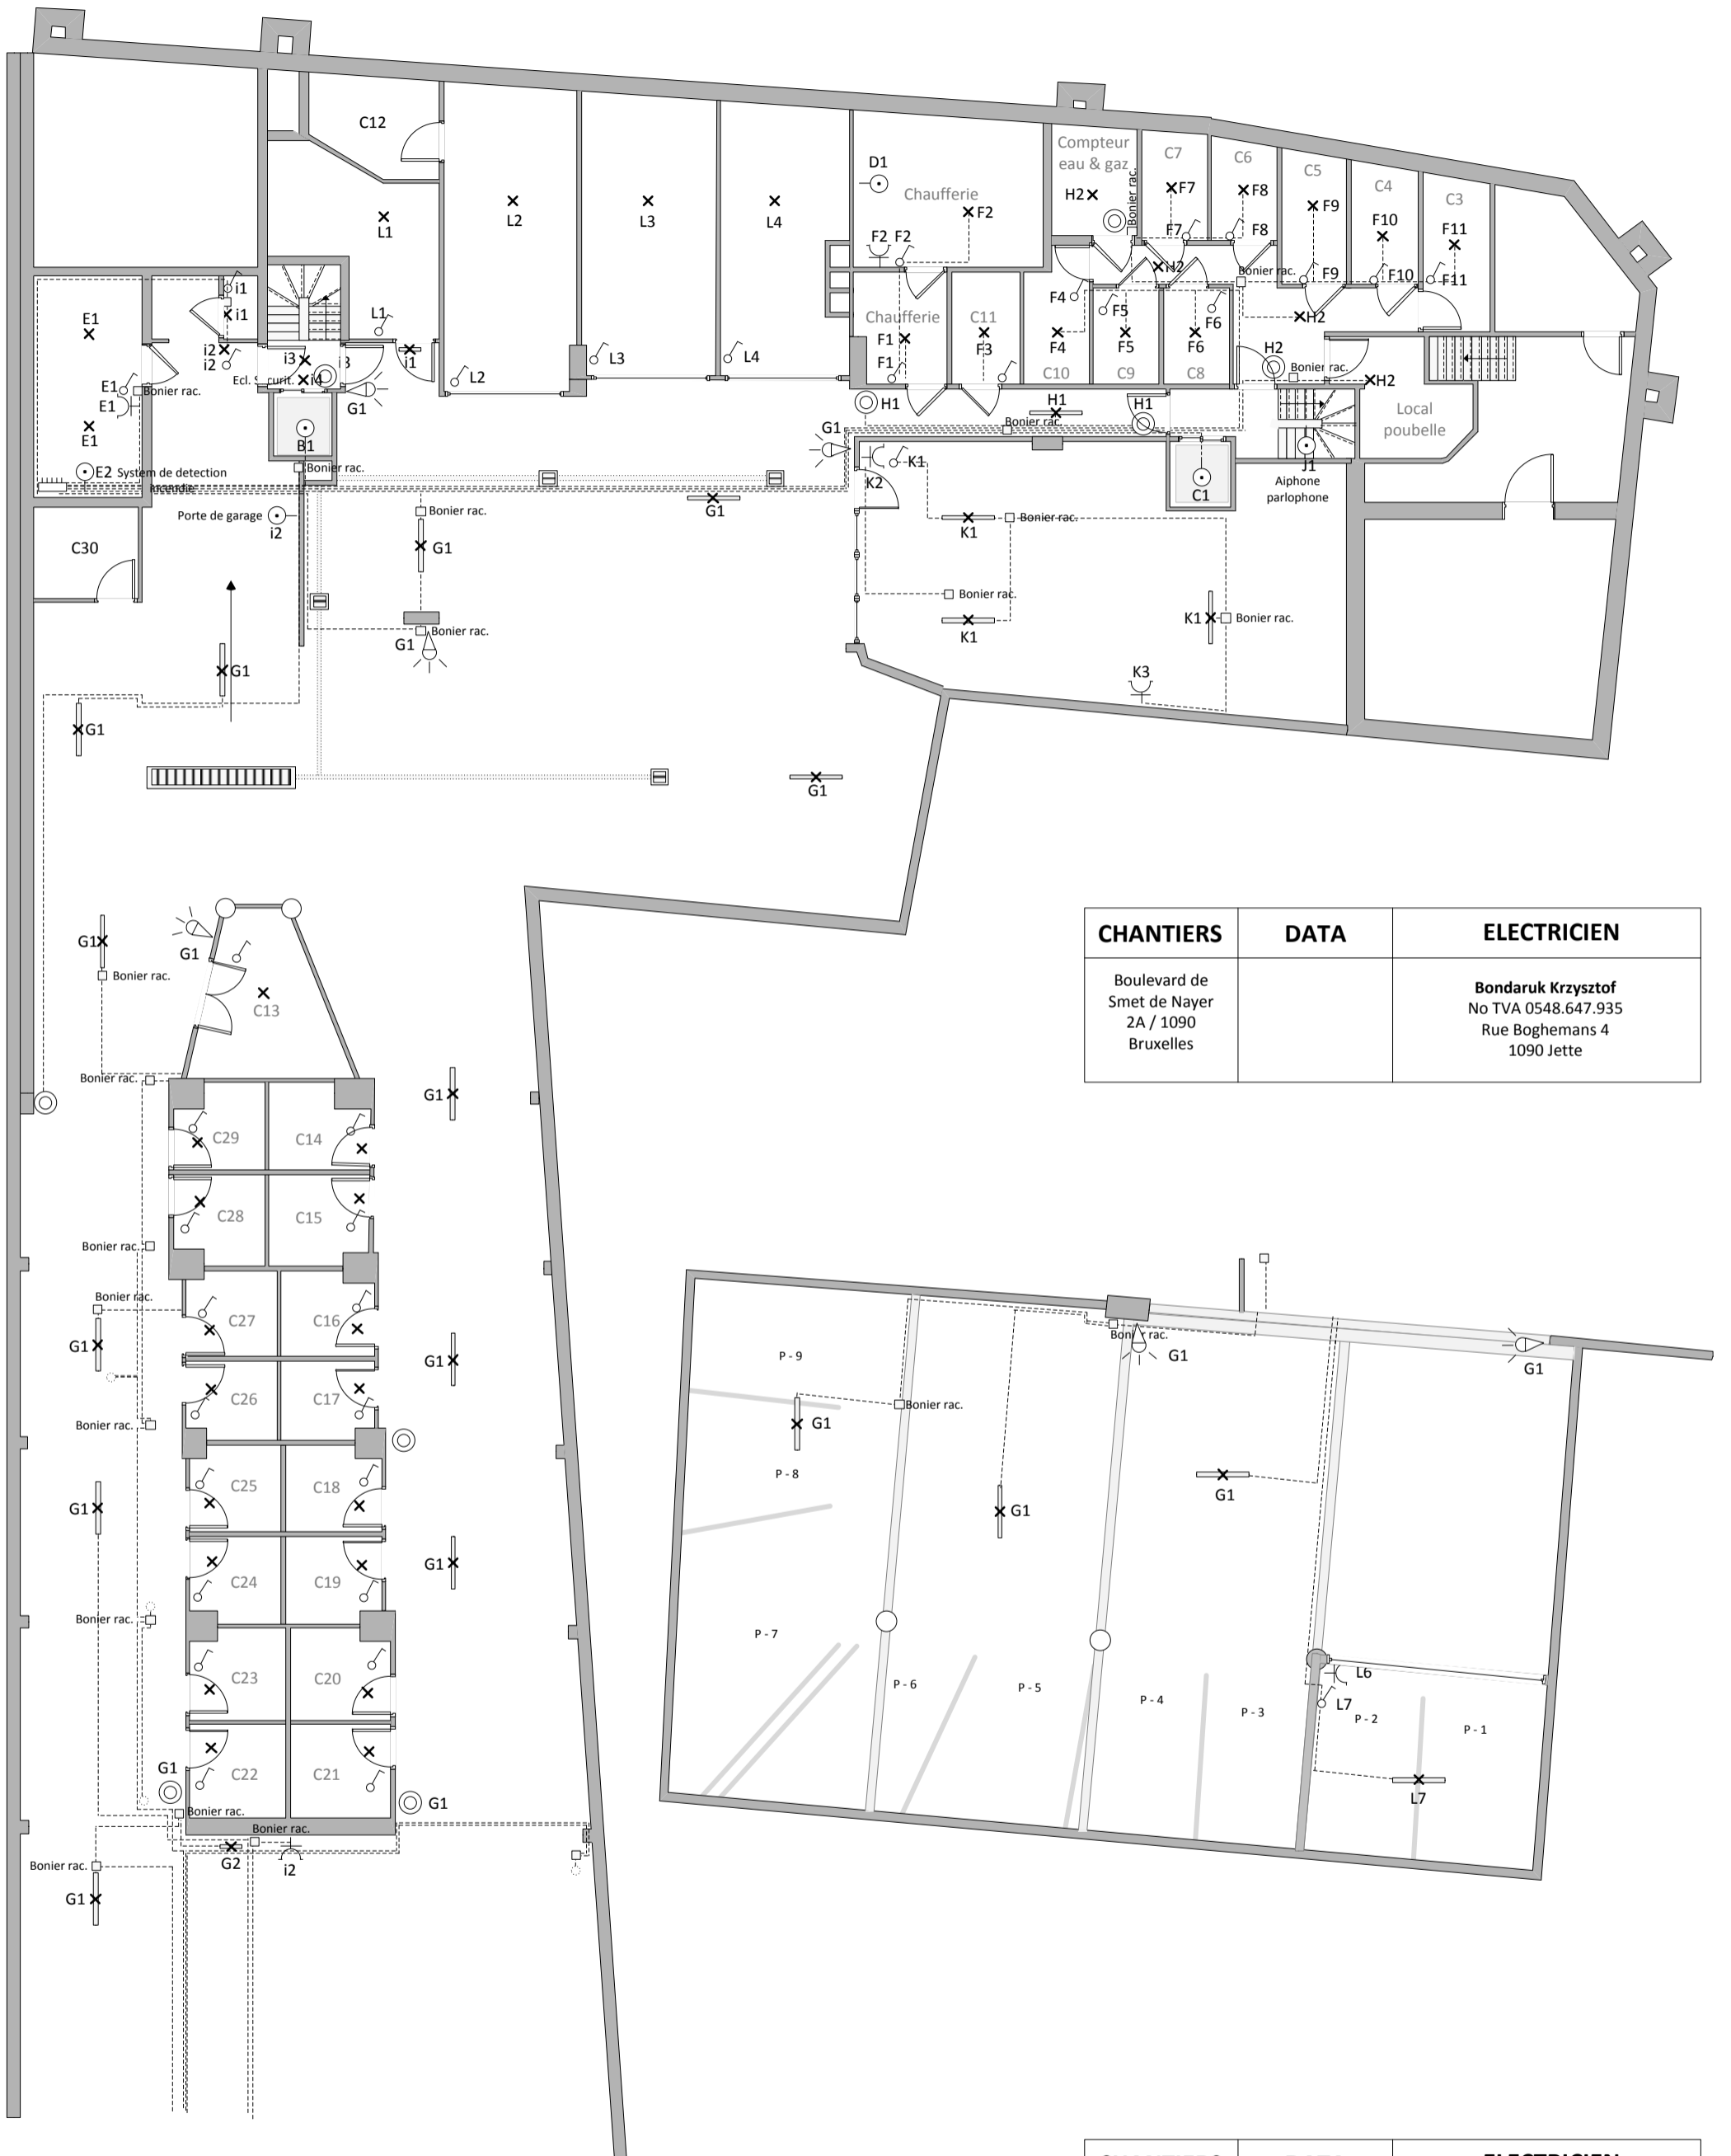 C12
Compteur
eau & gaz
C7
C6
C5
C4
C3
D1
Chaufferie
F2
H2
Bonier rac.
F7
F8
F9
F10
F11
L1
L2
L3
L4
F2
F2
F7
F8
H2
Bonier rac.
F9
F10
F11
i1
i1
E1
L1
F4
F5
F6
H2
Chaufferie
C11
F1
F1
F3
F4
F5
F6
C10
C9
C8
i2
i2
i3
i3
i1
Ecl. Securit.
i4
L2
L3
L4
H2
Bonier rac.
H2
E1
Bonier rac.
E1
E1
G1
H1
H1
H1
Bonier rac.
Local
poubelle
B1
G1
K1
K2
J1
Aiphone
parlophone
E2
System de detection
incendie
Bonier rac.
C1
Porte de garage
i2
Bonier rac.
G1
G1
K1
Bonier rac.
C30
G1
Bonier rac.
Bonier rac.
G1
K1
K1
Bonier rac.
G1
K3
G1
G1
CHANTIERS
DATA
ELECTRICIEN
Boulevard de
Smet de Nayer
2A / 1090
Bruxelles
Bondaruk Krzysztof
No TVA 0548.647.935
Rue Boghemans 4
1090 Jette
G1
G1
Bonier rac.
C13
Bonier rac.
G1
C29
C14
C28
C15
Bonier rac.
Bonier rac.
C27
C16
G1
G1
C26
C17
Bonier rac.
C25
C18
G1
C24
C19
G1
Bonier rac.
C23
C20
C22
C21
G1
G1
Bonier rac.
Bonier rac.
G2
i2
Bonier rac.
G1
Bonier rac.
G1
G1
P - 9
Bonier rac.
G1
P - 8
G1
G1
P - 7
P - 6
P - 5
P - 4
P - 3
P - 2
P - 1
L6
L7
L7
CHANTIERS
DATA
ELECTRICIEN